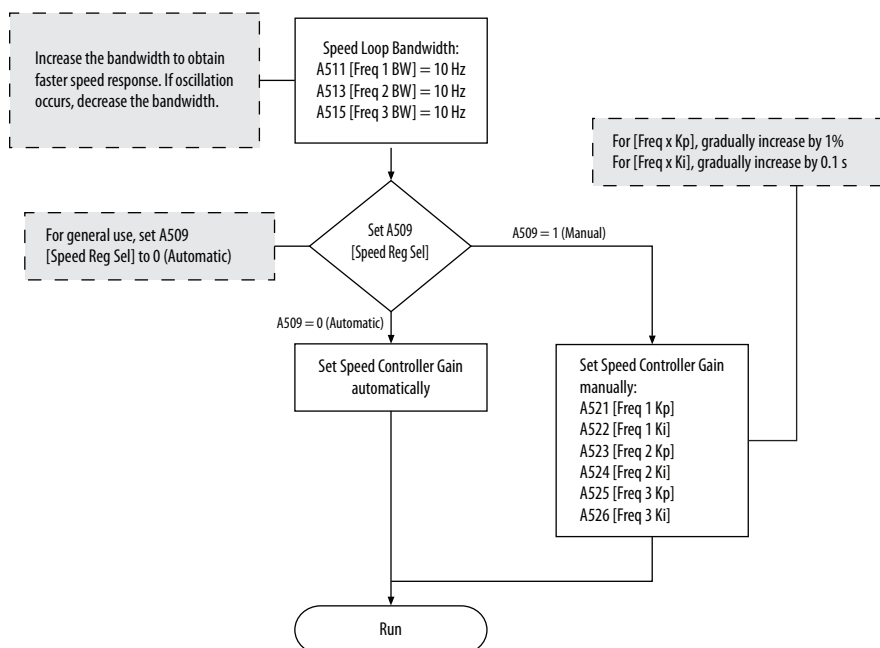 Increase the bandwidth to obtain
faster speed response. If oscillation
occurs, decrease the bandwidth.
Speed Loop Bandwidth:
A511 [Freq 1 BW] = 10 Hz
A513 [Freq 2 BW] = 10 Hz
A515 [Freq 3 BW] = 10 Hz
For [Freq x Kp], gradually increase by 1%
For [Freq x Ki], gradually increase by 0.1 s
For general use, set A509
[Speed Reg Sel] to 0 (Automatic)
Set A509
[Speed Reg Sel]
A509 = 1 (Manual)
A509 = 0 (Automatic)
Set Speed Controller Gain
automatically
Set Speed Controller Gain
manually:
A521 [Freq 1 Kp]
A522 [Freq 1 Ki]
A523 [Freq 2 Kp]
A524 [Freq 2 Ki]
A525 [Freq 3 Kp]
A526 [Freq 3 Ki]
Run